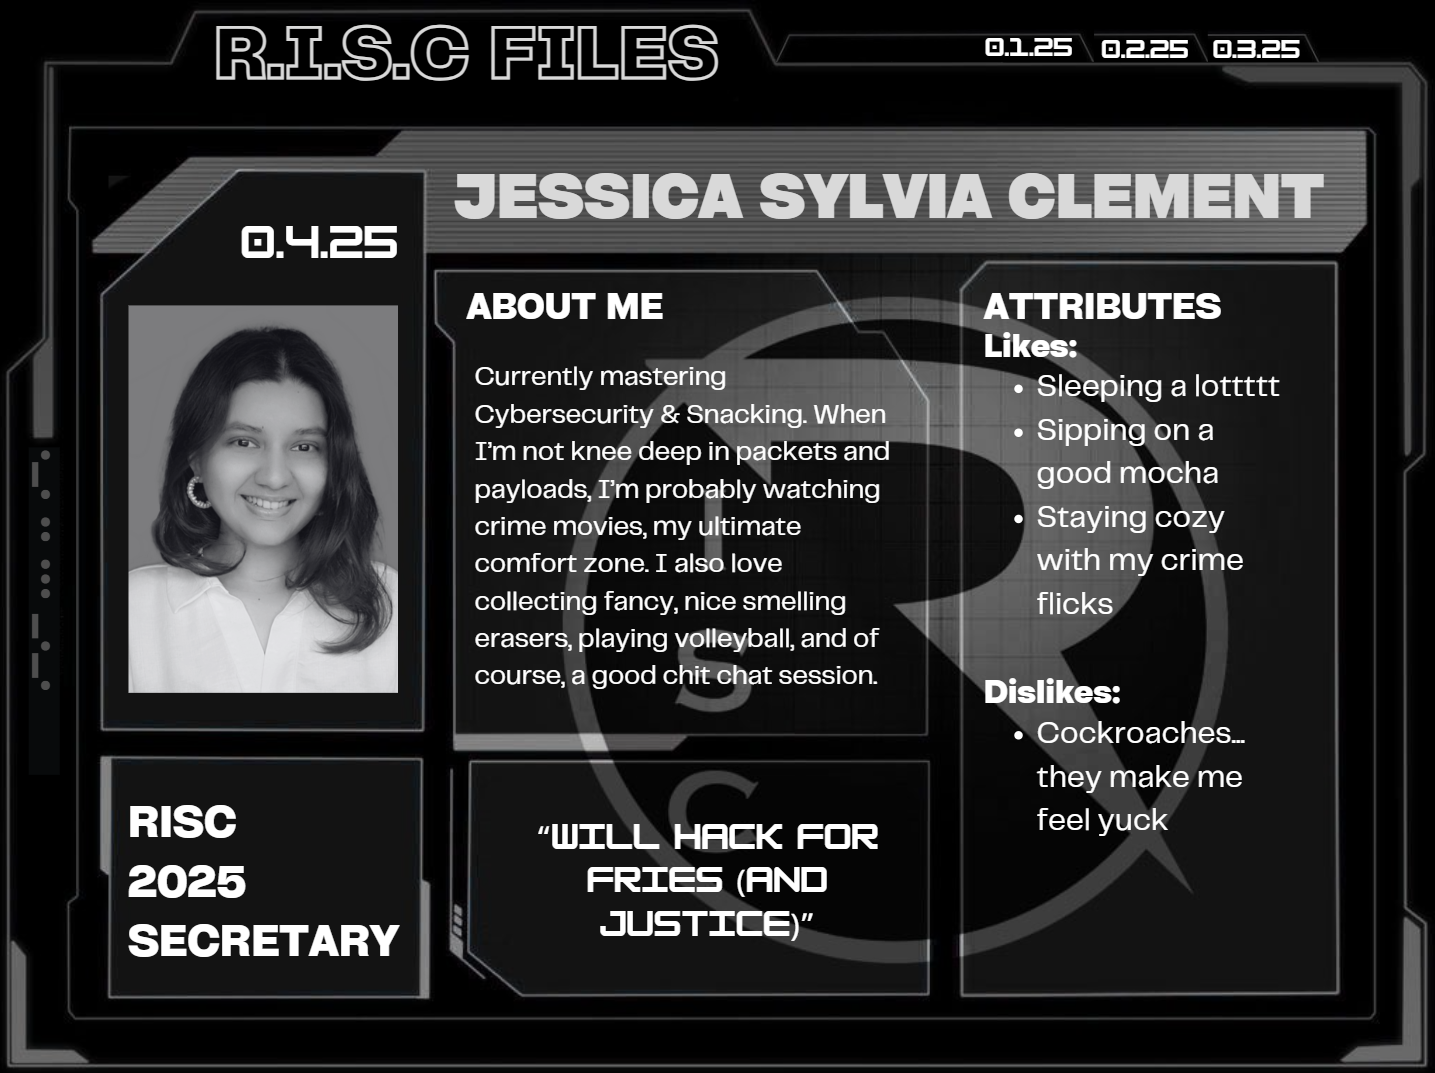 R.I.S.C FILES
0.1.25
0.2.25
0.3.25
JESSICA SYLVIA CLEMENT
0.4.25
ABOUT ME
Currently mastering
Cybersecurity & Snacking. When
I'm not knee deep in packets and
payloads, I'm probably watching
crime movies, my ultimate
comfort zone. I also love
collecting fancy, nice smelling
erasers, playing volleyball, and of
course, a good chit chat session.
ATTRIBUTES
Likes:
• Sleeping a lottttt
• Sipping on a
good mocha
• Staying cozy
with my crime
flicks
Dislikes:
• Cockroaches...
they make me
feel yuck
RISC
2025
SECRETARY
“WILL HACK FOR
FRIES (AND
JUSTICE)”
R
I
S
C